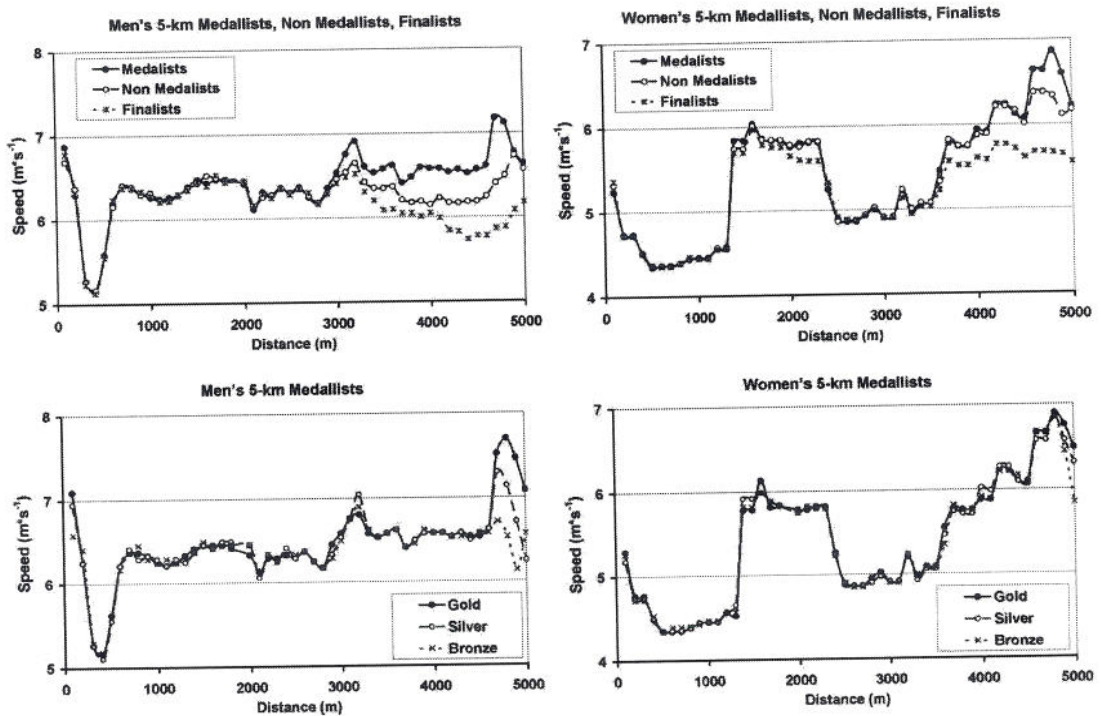 Men's 5-km Medallists, Non Medallists, Finalists
8
7
6
5
Speed (m*s⁻¹)
Medalists
Non Medalists
Finalists
0 1000 2000 3000 4000 5000
Distance (m)
Women's 5-km Medallists, Non Medallists, Finalists
7
6
5
4
Speed (m*s⁻¹)
Medalists
Non Medalists
Finalists
0 1000 2000 3000 4000 5000
Distance (m)
Men's 5-km Medallists
8
7
6
5
Speed (m*s⁻¹)
Gold
Silver
Bronze
0 1000 2000 3000 4000 5000
Distance (m)
Women's 5-km Medallists
7
6
5
4
Speed (m*s⁻¹)
Gold
Silver
Bronze
0 1000 2000 3000 4000 5000
Distance (m)